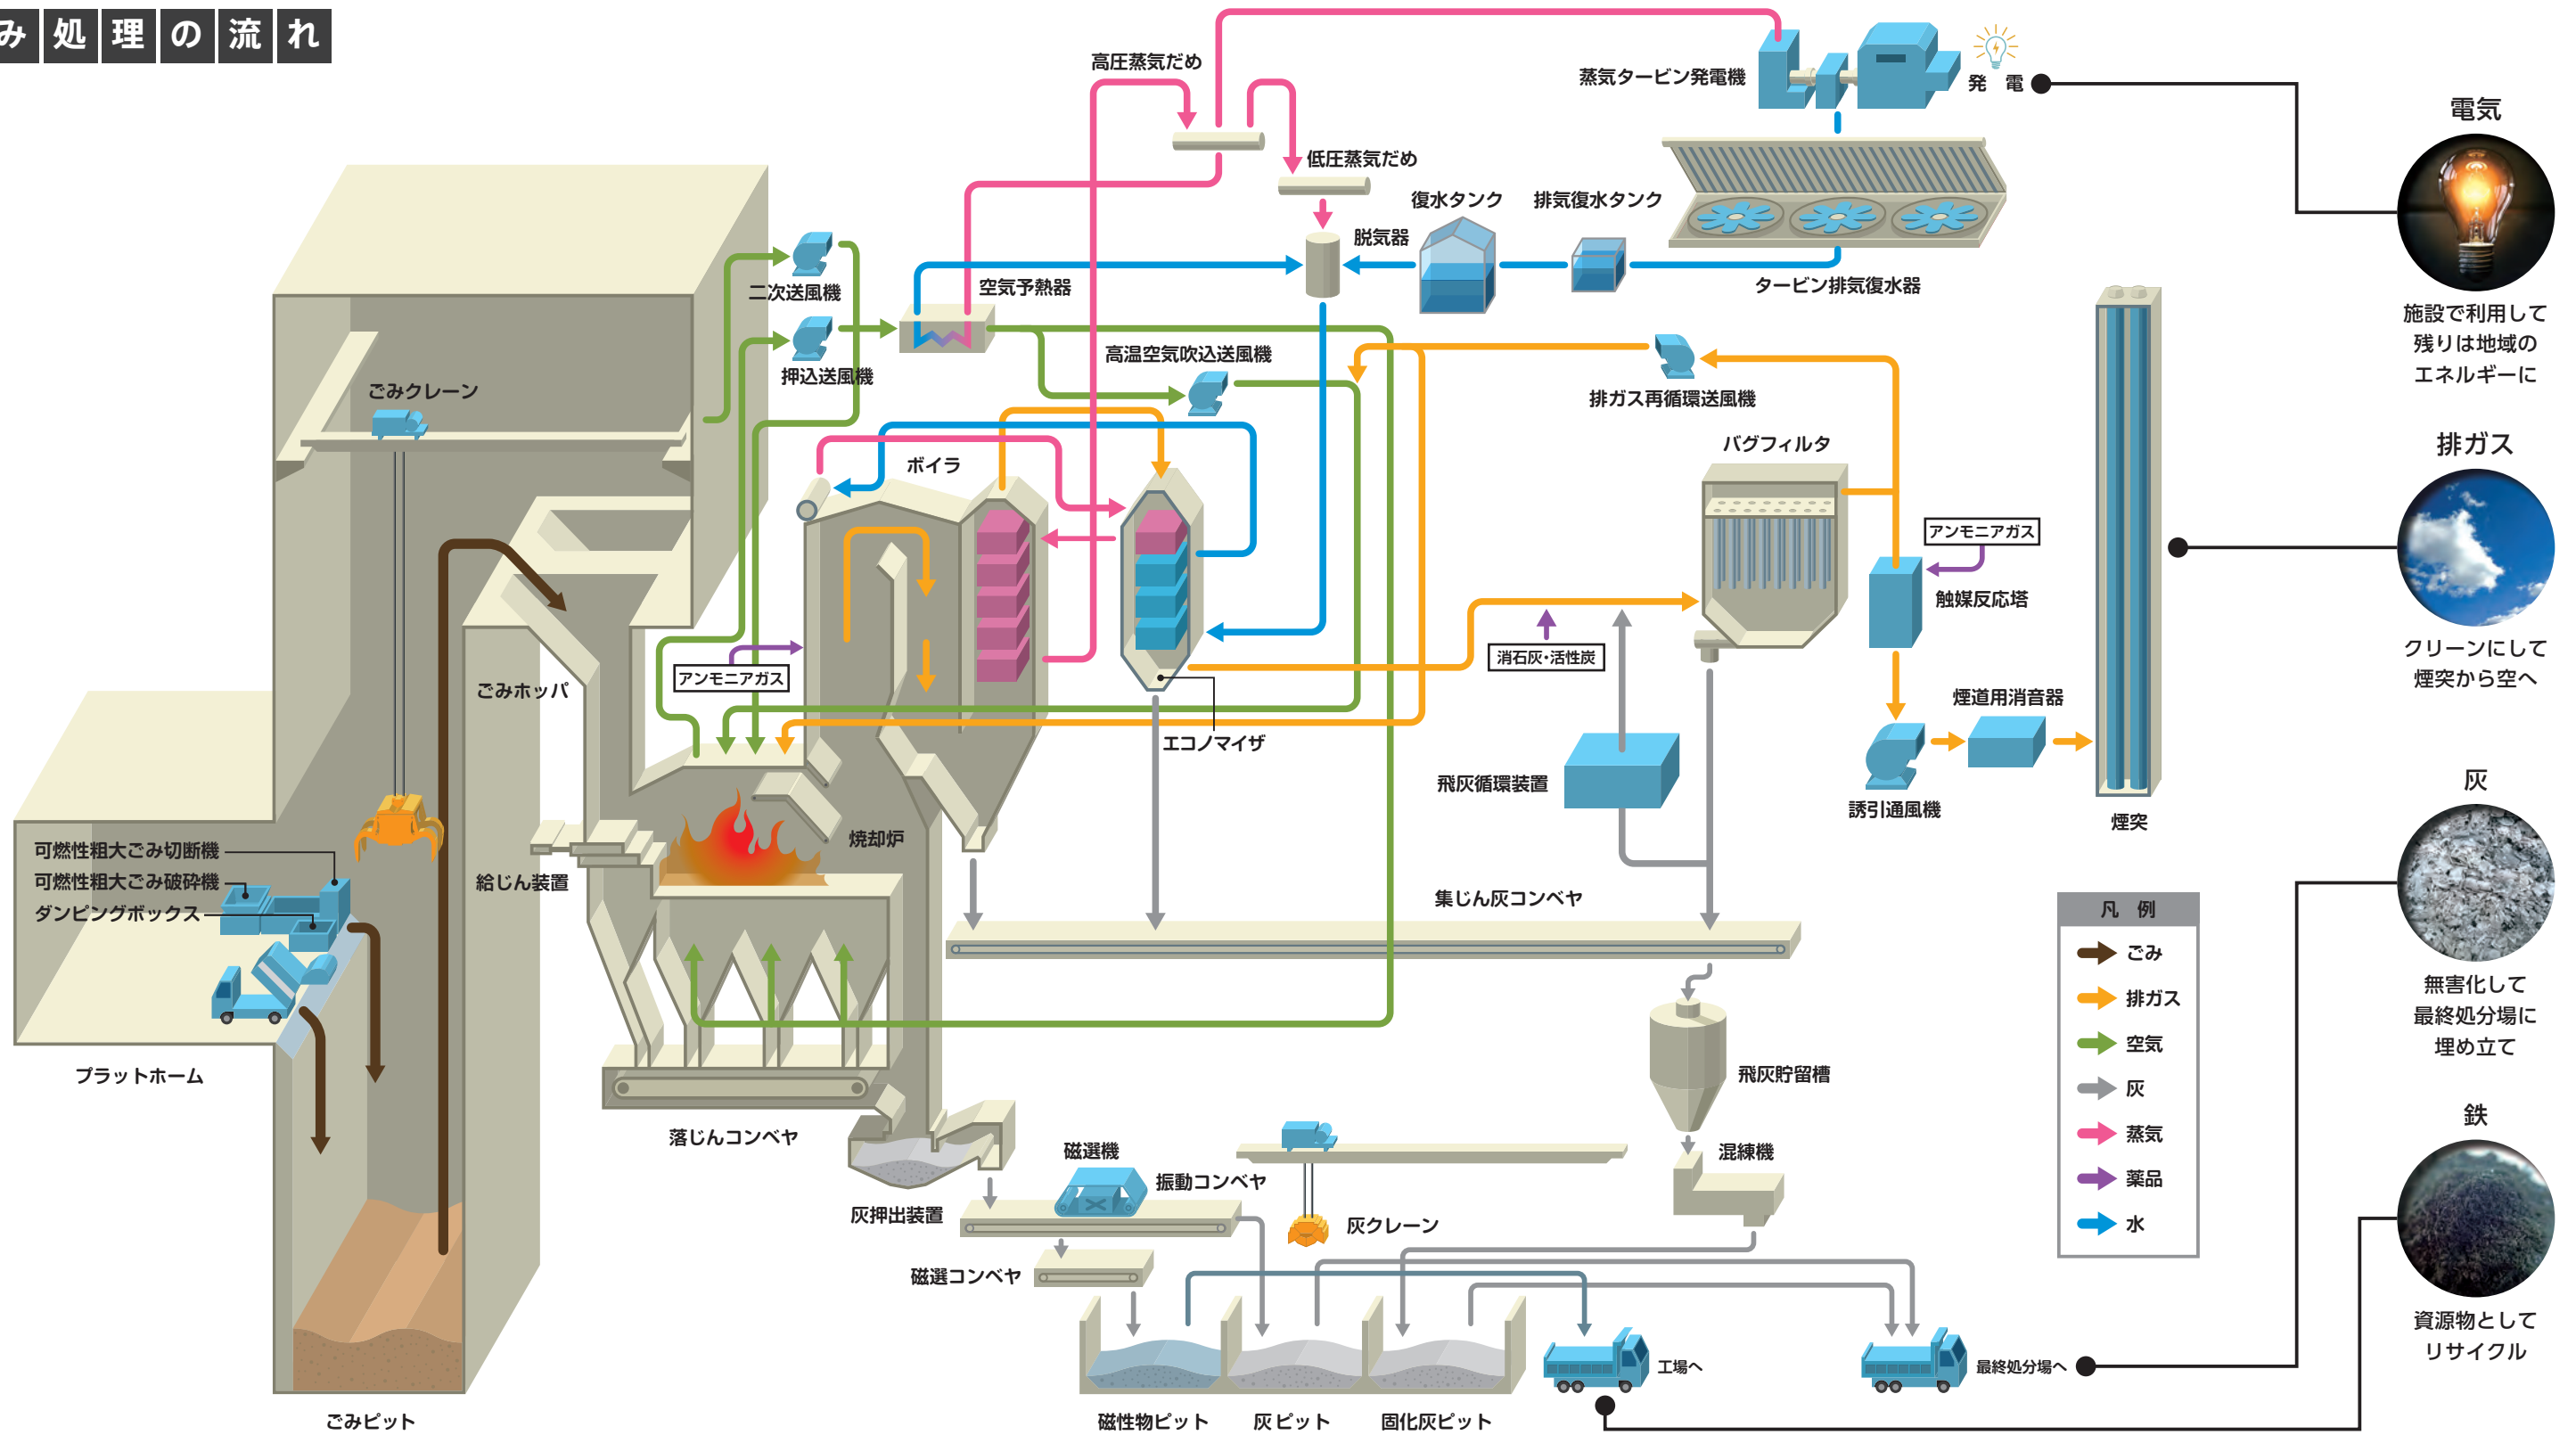 み処理の流れ
高圧蒸気だめ
蒸気タービン発電機
発 電
電気
施設で利用して
残りは地域の
エネルギーに
低圧蒸気だめ
復水タンク
排気復水タンク
脱気器
タービン排気復水器
二次送風機
空気予熱器
押込送風機
高温空気吹込送風機
排ガス再循環送風機
ごみクレーン
ボイラ
バグフィルタ
排ガス
クリーンにして
煙突から空へ
アンモニアガス
触媒反応塔
消石灰・活性炭
アンモニアガス
ごみホッパ
エコノマイザ
煙道用消音器
飛灰循環装置
誘引通風機
煙突
灰
無害化して
最終処分場に
埋め立て
可燃性粗大ごみ切断機
可燃性粗大ごみ破砕機
ダンピングボックス
焼却炉
給じん装置
集じん灰コンベヤ
凡 例
ごみ
排ガス
空気
灰
蒸気
薬品
水
プラットホーム
飛灰貯留槽
落じんコンベヤ
磁選機
振動コンベヤ
混練機
灰押出装置
灰クレーン
磁選コンベヤ
鉄
資源物として
リサイクル
工場へ
最終処分場へ
ごみピット
磁性物ピット
灰ピット
固化灰ピット